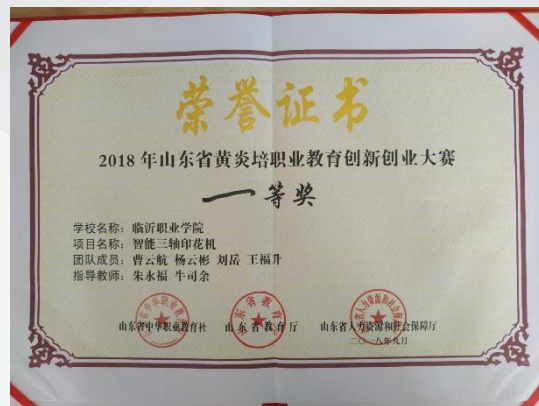 荣誉证书
2018年山东省黄炎培职业教育创新创业大赛
一等奖
学校名称：临沂职业学院
项目名称：智能三轴印花机
团队成员：曹云航 杨云彬 刘岳 王福升
指导教师：朱永福 牛司余
山东省中华职业教育社 山东省教育厅 山东省人力资源和社会保障厅
二〇一八年九月